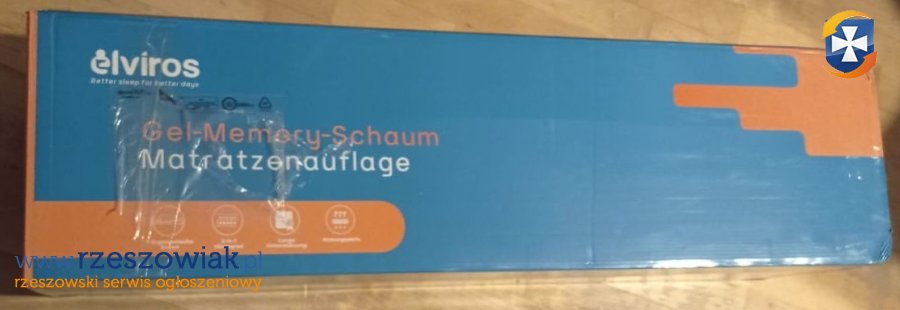 elviros
Better sleep for better days
Gel-Memory-Schaum
Matratzenauflage
www.rzeszowiak.pl
rzeszowski serwis ogłoszeniowy